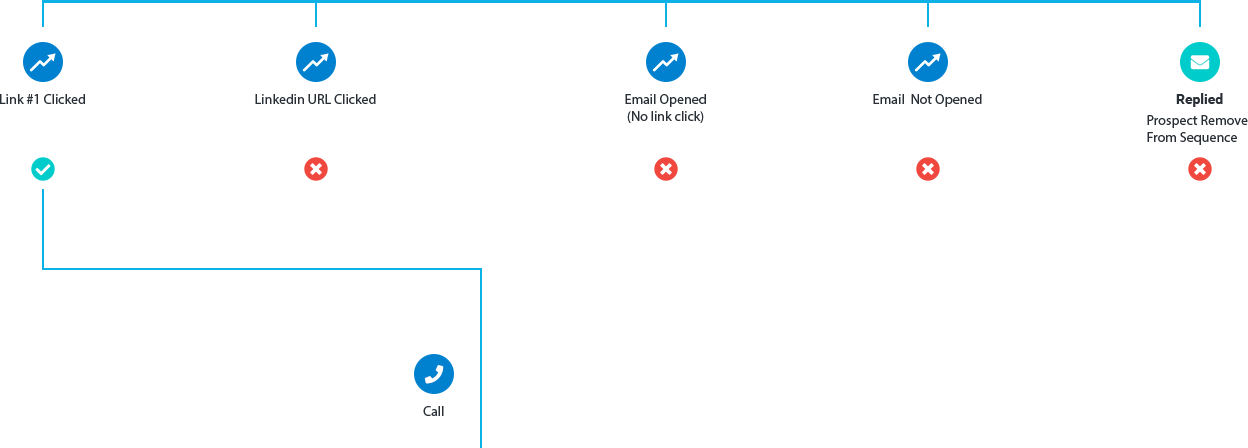 Link #1 Clicked
Linkedin URL Clicked
Email Opened
(No link click)
Email Not Opened
Replied
Prospect Remove
From Sequence
Call